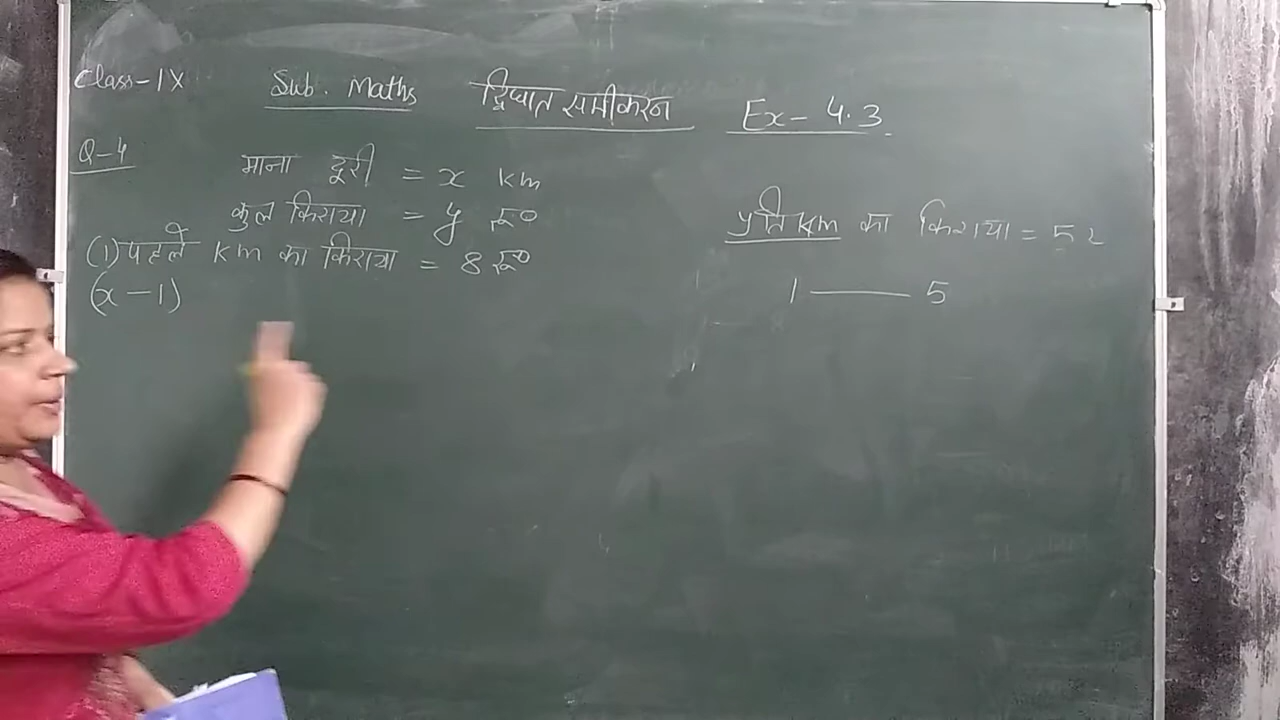 Class-IX Sub. Maths द्विघात समीकरन Ex- 4.3
Q-4
माना दूरी = x km
कुल किराया = y रू०
(1) पहले km का किराया = 8 रू०
(x-1)
प्रति km का किराया = 5
1 —— 5